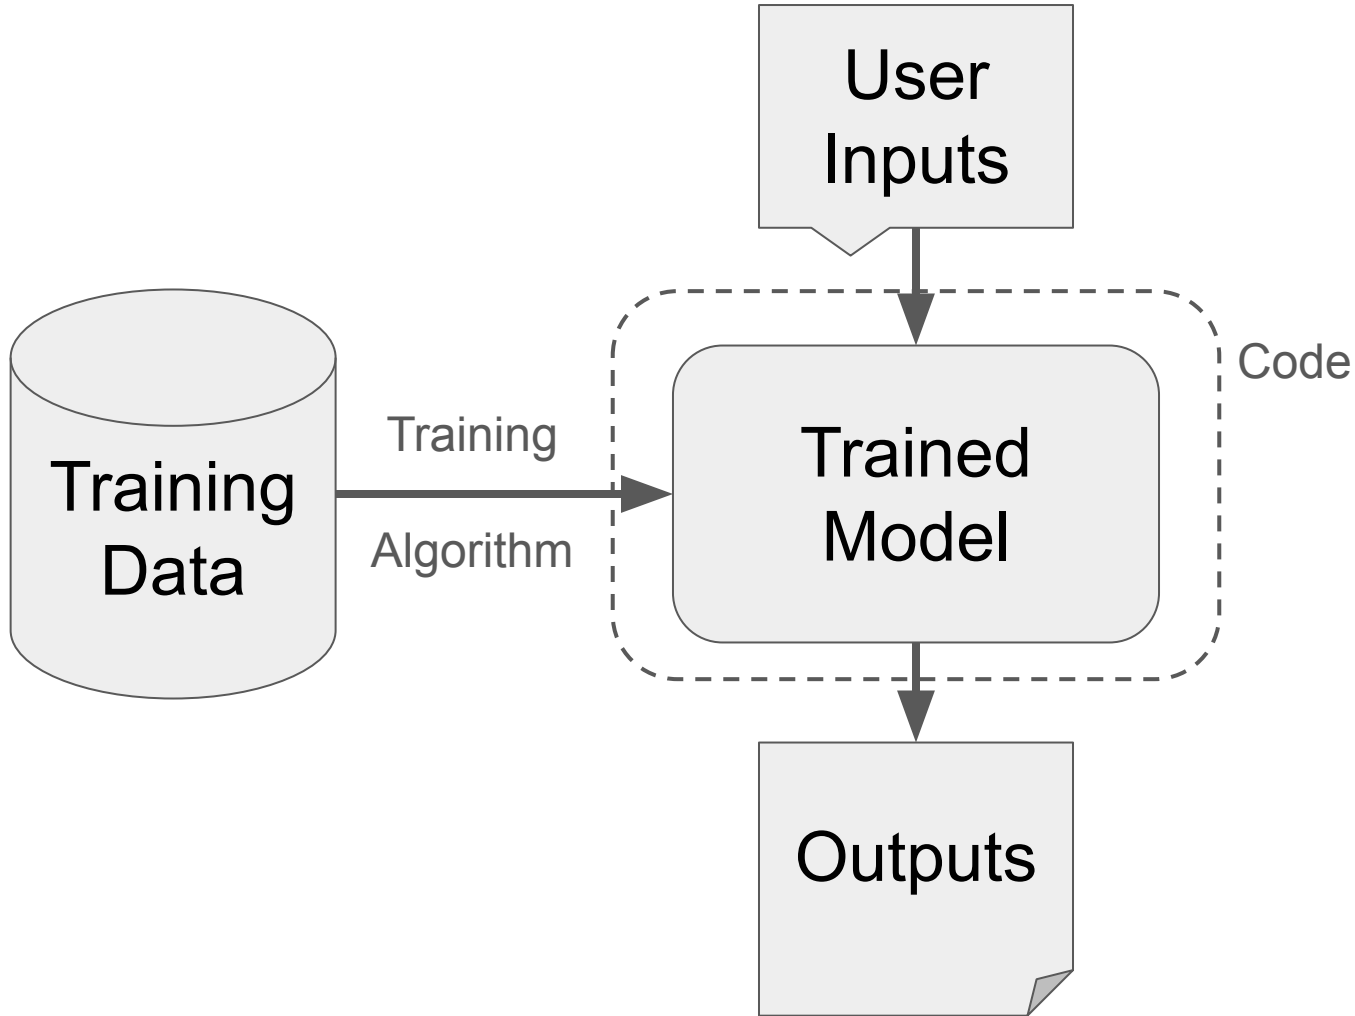 User
Inputs
Code
Training
Algorithm
Training
Data
Trained
Model
Outputs